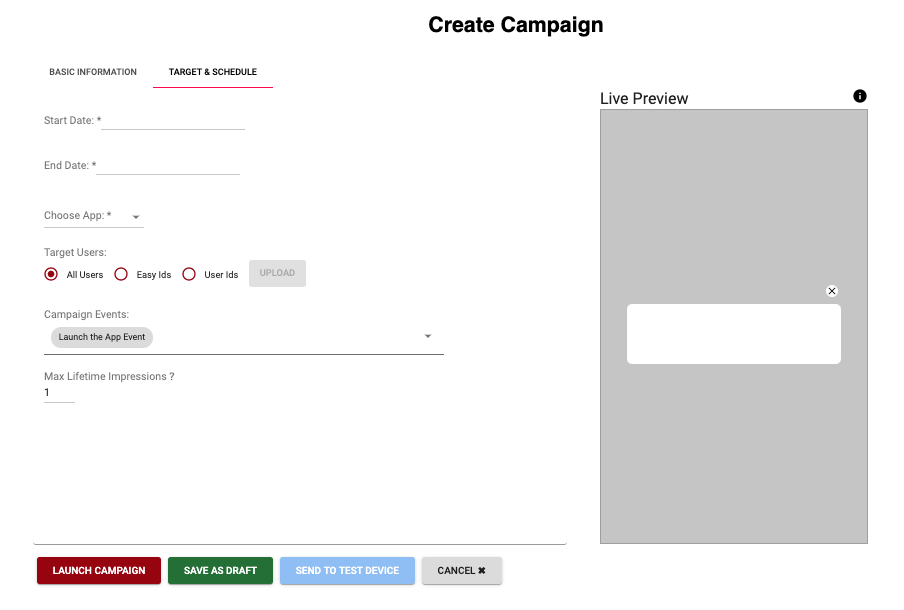 Create Campaign
BASIC INFORMATION TARGET & SCHEDULE
Live Preview
Start Date: *
End Date: *
Choose App: *
Target Users:
All Users Easy Ids User Ids UPLOAD
Campaign Events:
Launch the App Event
Max Lifetime Impressions ?
1
LAUNCH CAMPAIGN SAVE AS DRAFT SEND TO TEST DEVICE CANCEL ✖